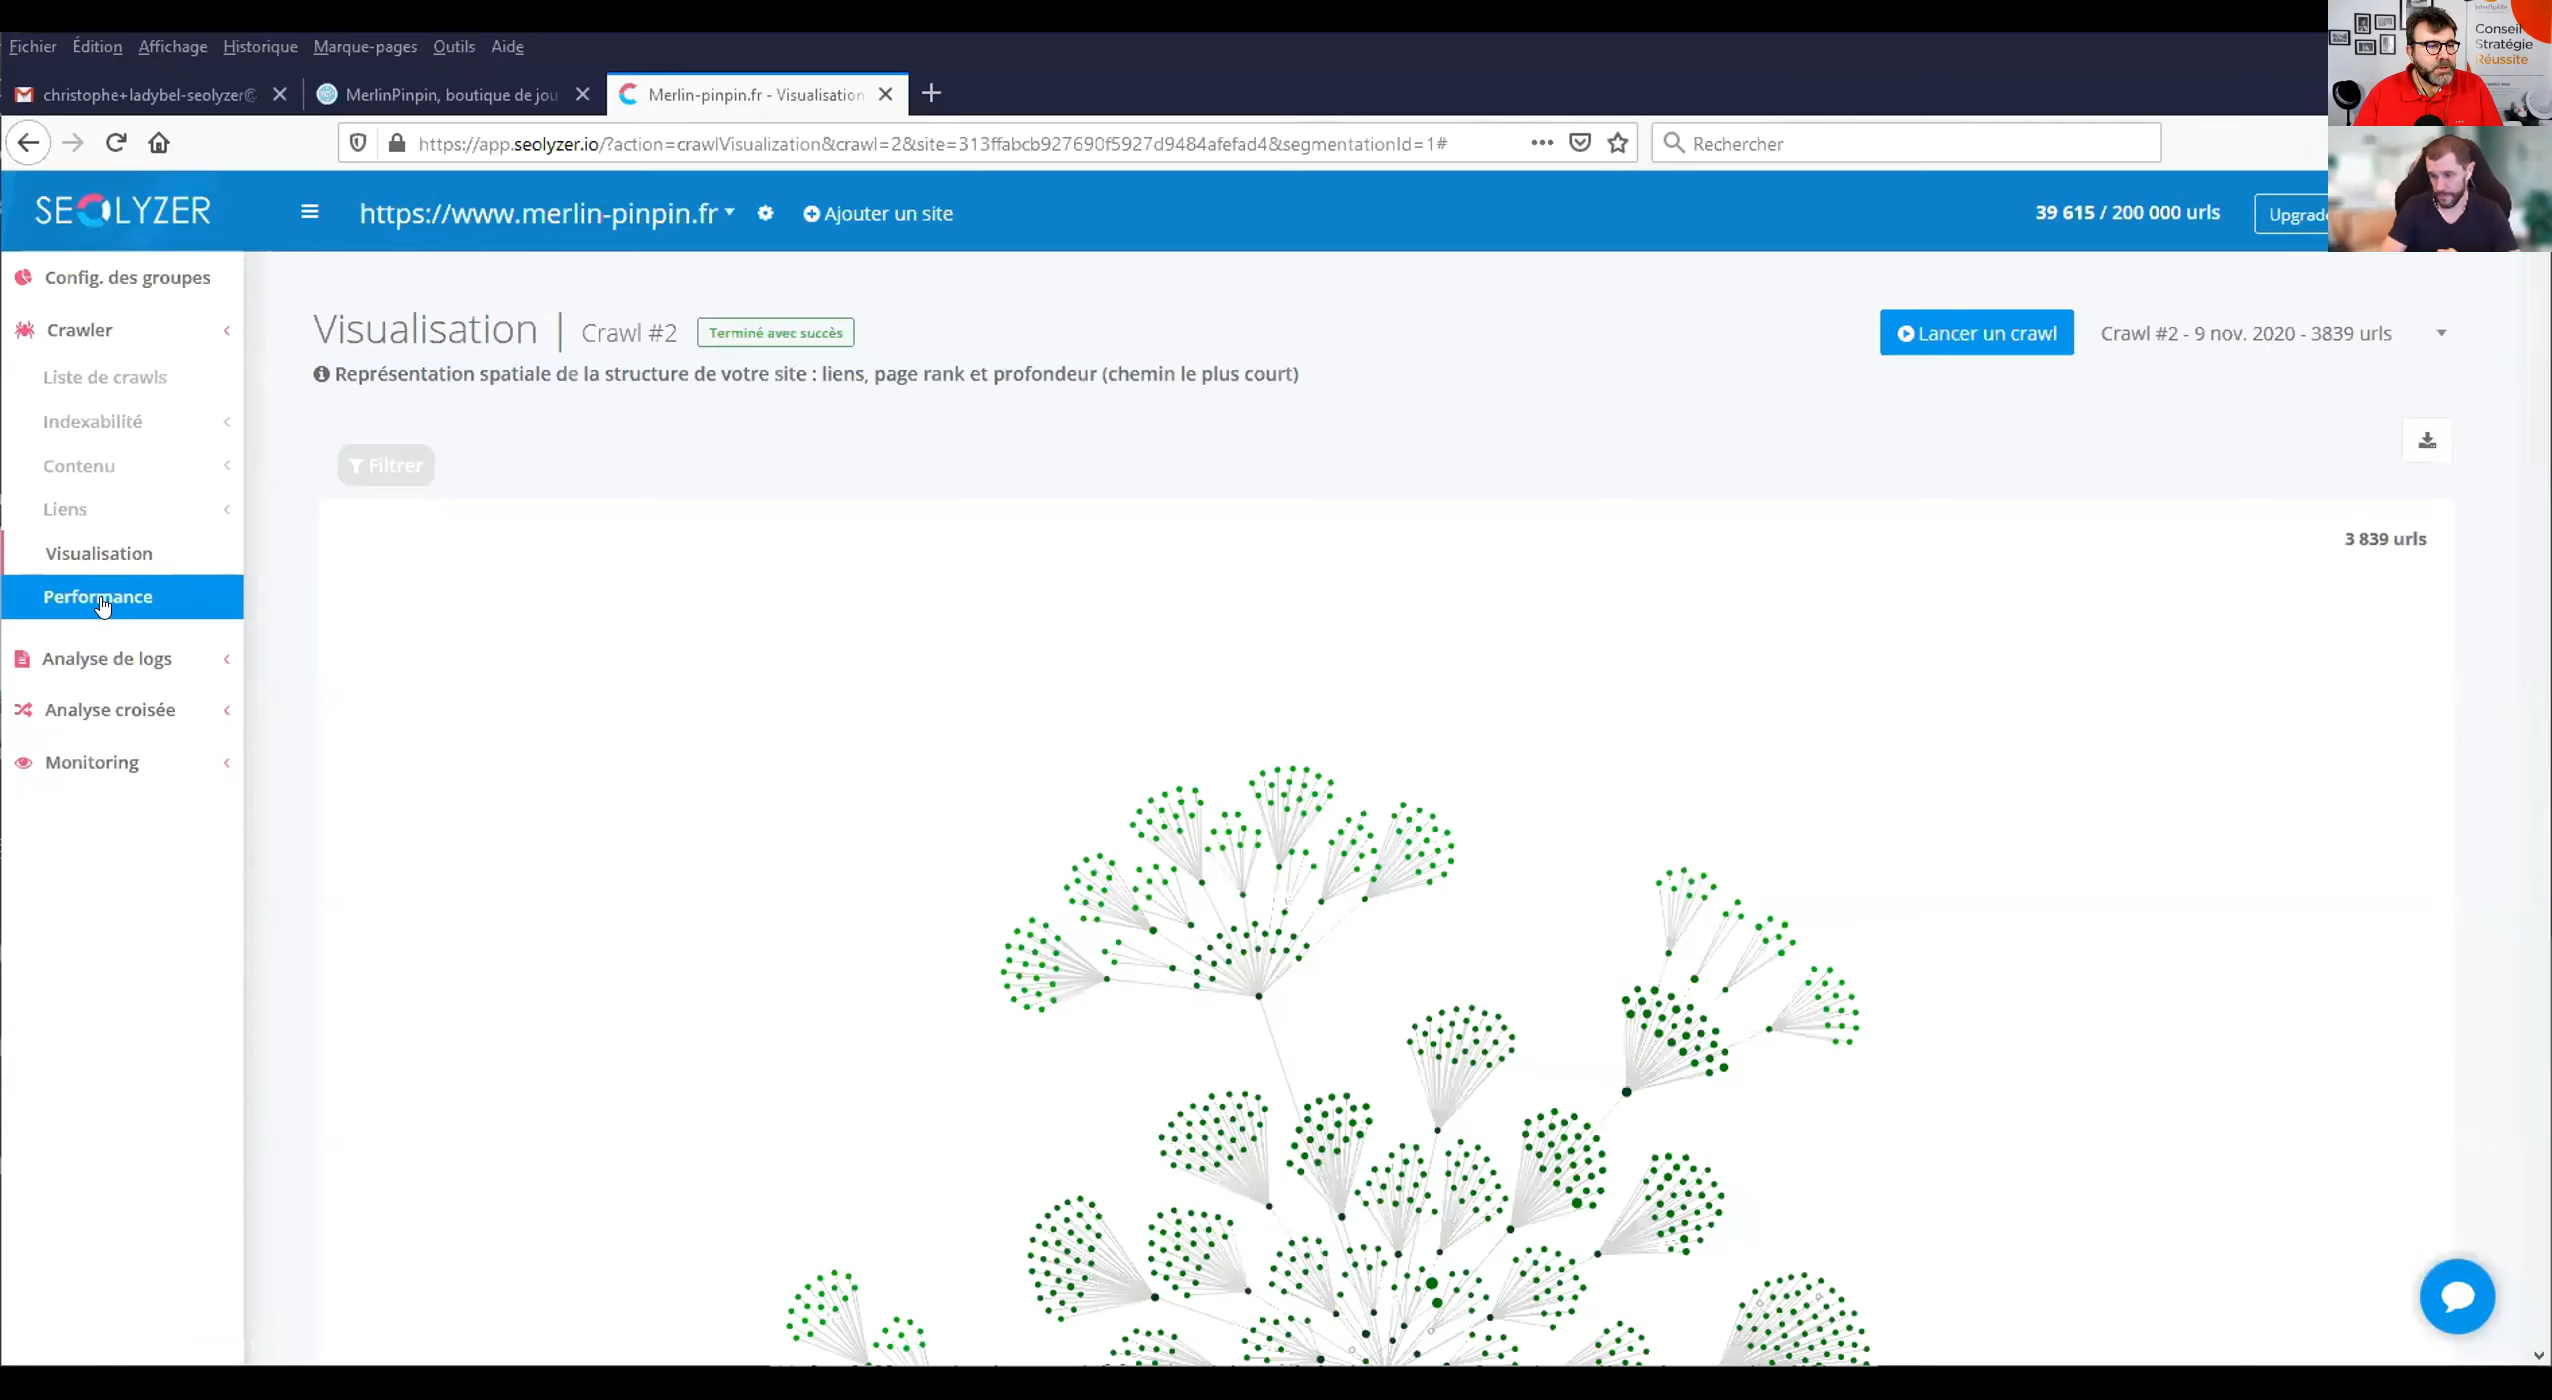 Fichier Édition Affichage Historique Marque-pages Outils Aide
christophe+ladybel-seolyzer@
MerlinPinpin, boutique de jou
Merlin-pinpin.fr - Visualisation
https://app.seolyzer.io/?action=crawlVisualization&crawl=2&site=313ffabcb927690f5927d9484afefad4&segmentationId=1#
Rechercher
Conseil
Stratégie
Réussite
SEOLYZER
https://www.merlin-pinpin.fr
Ajouter un site
39 615 / 200 000 urls
Upgrad
Config. des groupes
Crawler
Liste de crawls
Indexabilité
Contenu
Liens
Visualisation
Performance
Analyse de logs
Analyse croisée
Monitoring
Visualisation | Crawl #2
Terminé avec succès
Lancer un crawl
Crawl #2 - 9 nov. 2020 - 3839 urls
Représentation spatiale de la structure de votre site : liens, page rank et profondeur (chemin le plus court)
Filtrer
3 839 urls